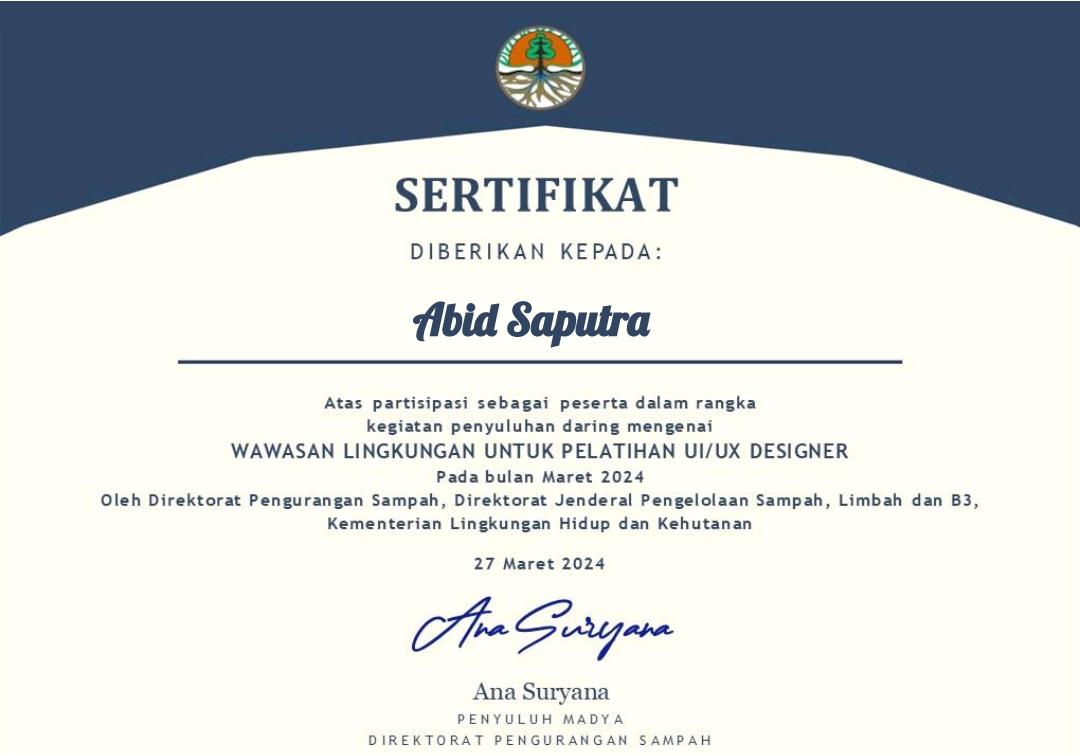 SERTIFIKAT
DIBERIKAN KEPADA:
Abid Saputra
Atas partisipasi sebagai peserta dalam rangka
kegiatan penyuluhan daring mengenai
WAWASAN LINGKUNGAN UNTUK PELATIHAN UI/UX DESIGNER
Pada bulan Maret 2024
Oleh Direktorat Pengurangan Sampah, Direktorat Jenderal Pengelolaan Sampah, Limbah dan B3,
Kementerian Lingkungan Hidup dan Kehutanan
27 Maret 2024
Ana Suryana
Ana Suryana
PENYULUH MADYA
DIREKTORAT PENGURANGAN SAMPAH